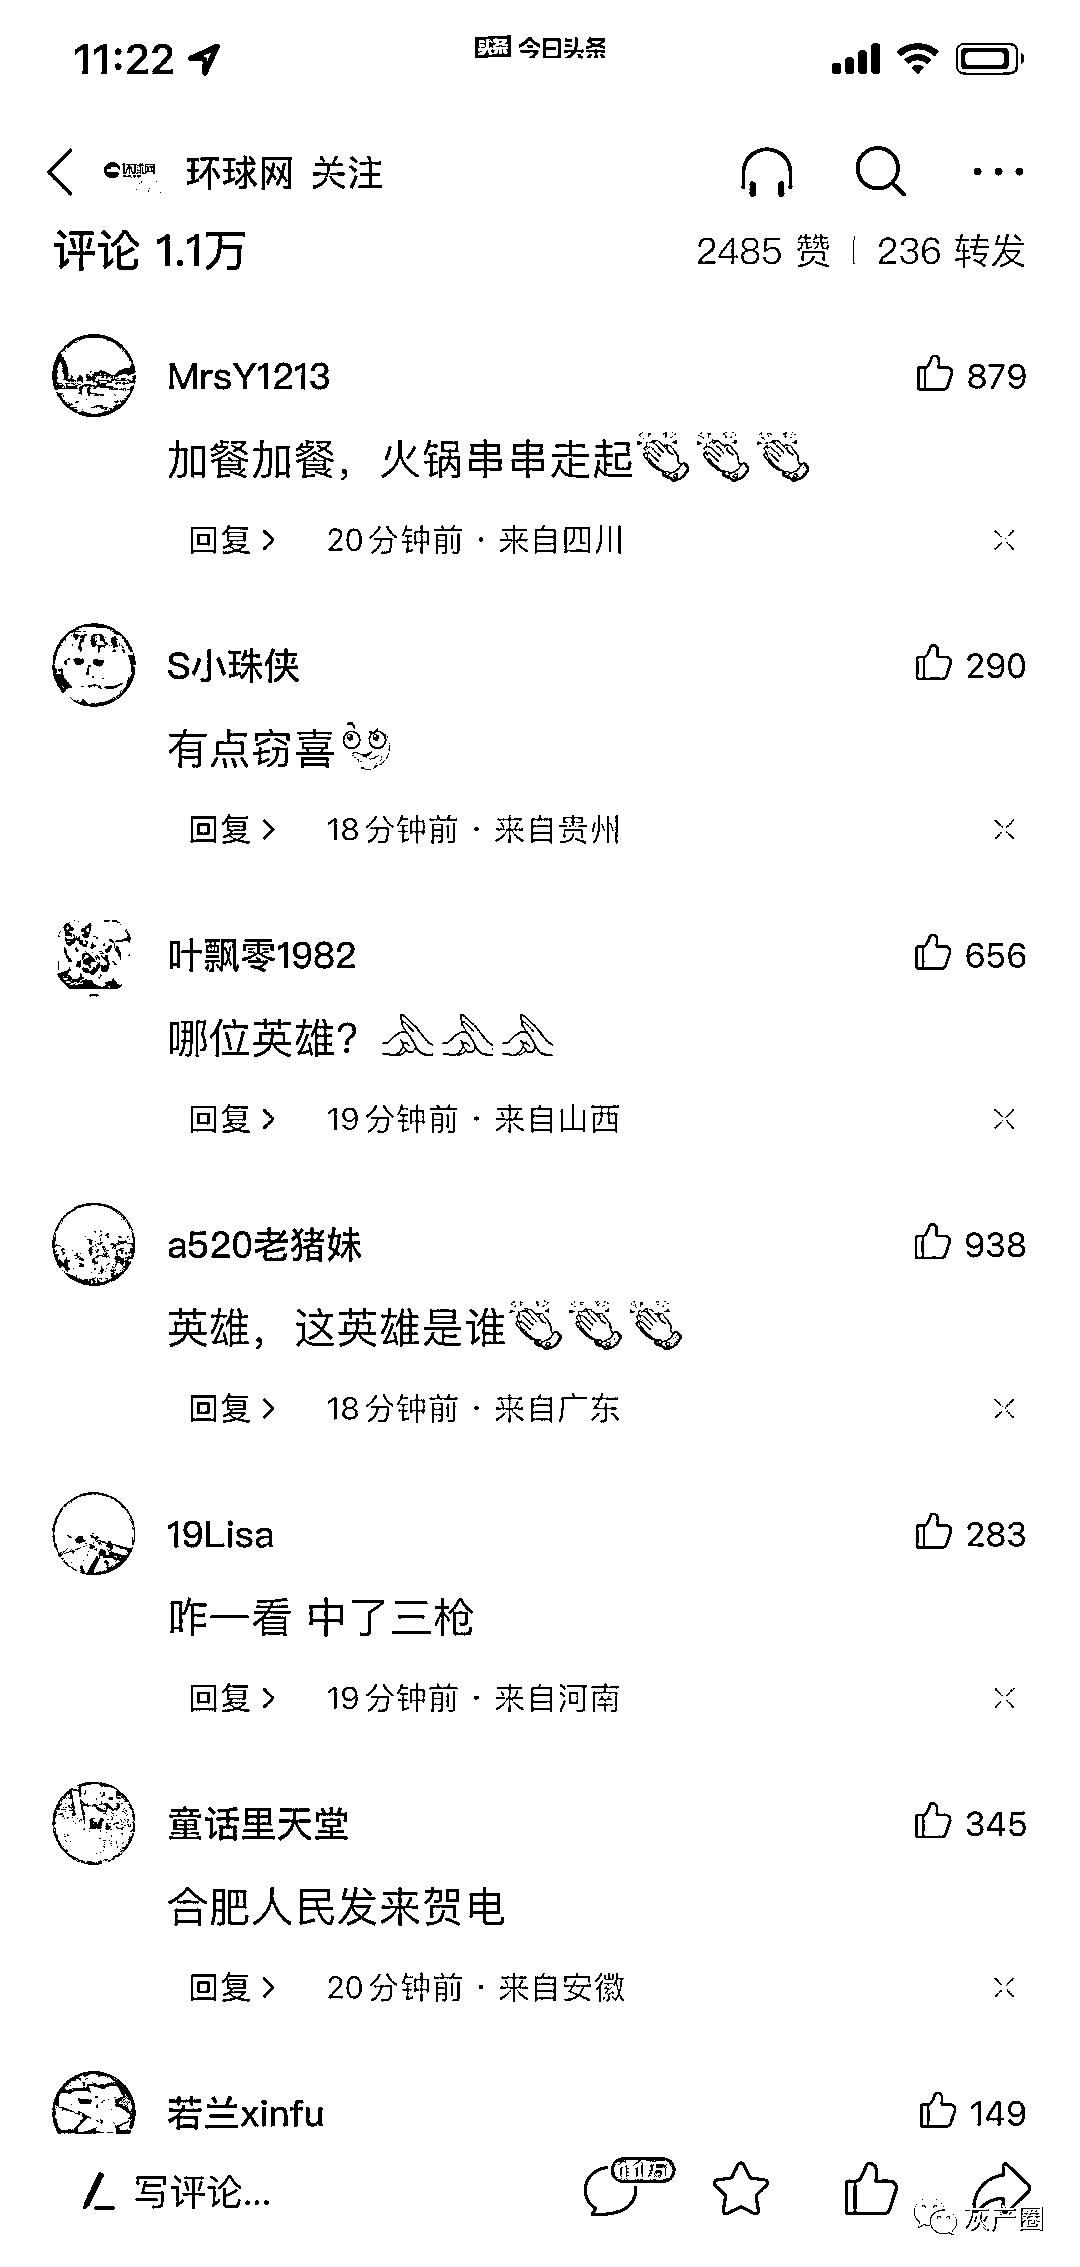 11:22
头条 今日头条
环球网 环球网 关注
评论 1.1万 2485 赞 | 236 转发
MrsY1213 879
加餐加餐，火锅串串走起👏👏👏
回复 > 20分钟前 · 来自四川
S小珠侠 290
有点窃喜
回复 > 18分钟前 · 来自贵州
叶飘零1982 656
哪位英雄？🙏🙏🙏
回复 > 19分钟前 · 来自山西
a520老猪妹 938
英雄，这英雄是谁👏👏👏
回复 > 18分钟前 · 来自广东
19Lisa 283
咋一看 中了三枪
回复 > 19分钟前 · 来自河南
童话里天堂 345
合肥人民发来贺电
回复 > 20分钟前 · 来自安徽
若兰xinfu 149
写评论... 1.1万
灰产圈